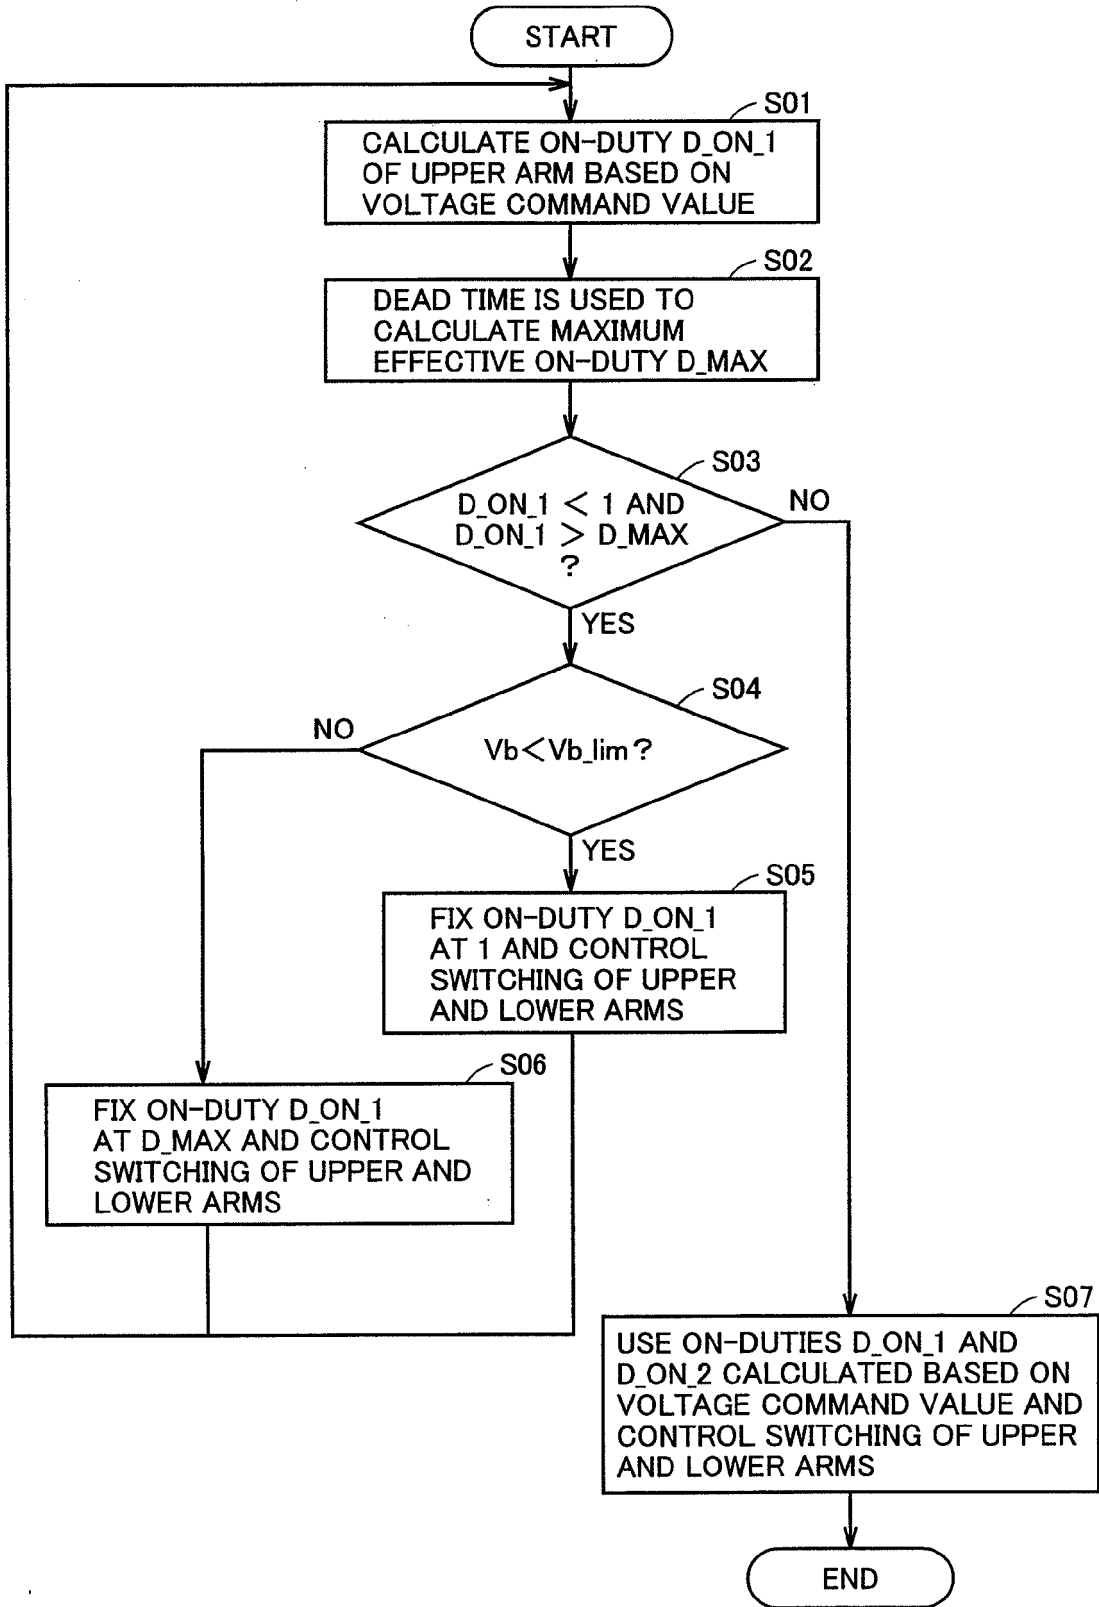 START
S01
CALCULATE ON-DUTY D_ON_1
OF UPPER ARM BASED ON
VOLTAGE COMMAND VALUE
S02
DEAD TIME IS USED TO
CALCULATE MAXIMUM
EFFECTIVE ON-DUTY D_MAX
S03
D_ON_1 < 1 AND
D_ON_1 > D_MAX
?
NO
YES
S04
Vb<Vb_lim?
NO
YES
S05
FIX ON-DUTY D_ON_1
AT 1 AND CONTROL
SWITCHING OF UPPER
AND LOWER ARMS
S06
FIX ON-DUTY D_ON_1
AT D_MAX AND CONTROL
SWITCHING OF UPPER AND
LOWER ARMS
S07
USE ON-DUTIES D_ON_1 AND
D_ON_2 CALCULATED BASED ON
VOLTAGE COMMAND VALUE AND
CONTROL SWITCHING OF UPPER
AND LOWER ARMS
END